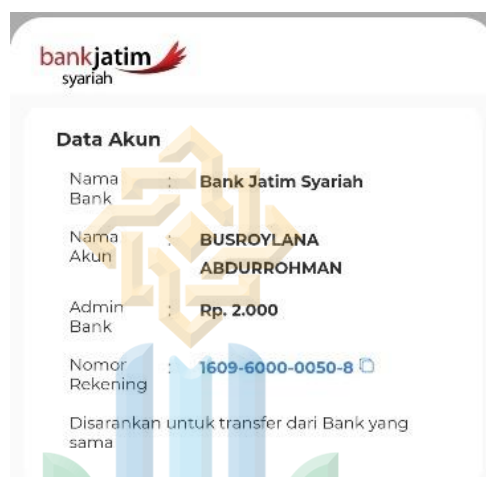 bankjatim
syariah
Data Akun
Nama : Bank Jatim Syariah
Bank
Nama : BUSROYLANA
Akun ABDURROHMAN
Admin : Rp. 2.000
Bank
Nomor : 1609-6000-0050-8
Rekening
Disarankan untuk transfer dari Bank yang
sama